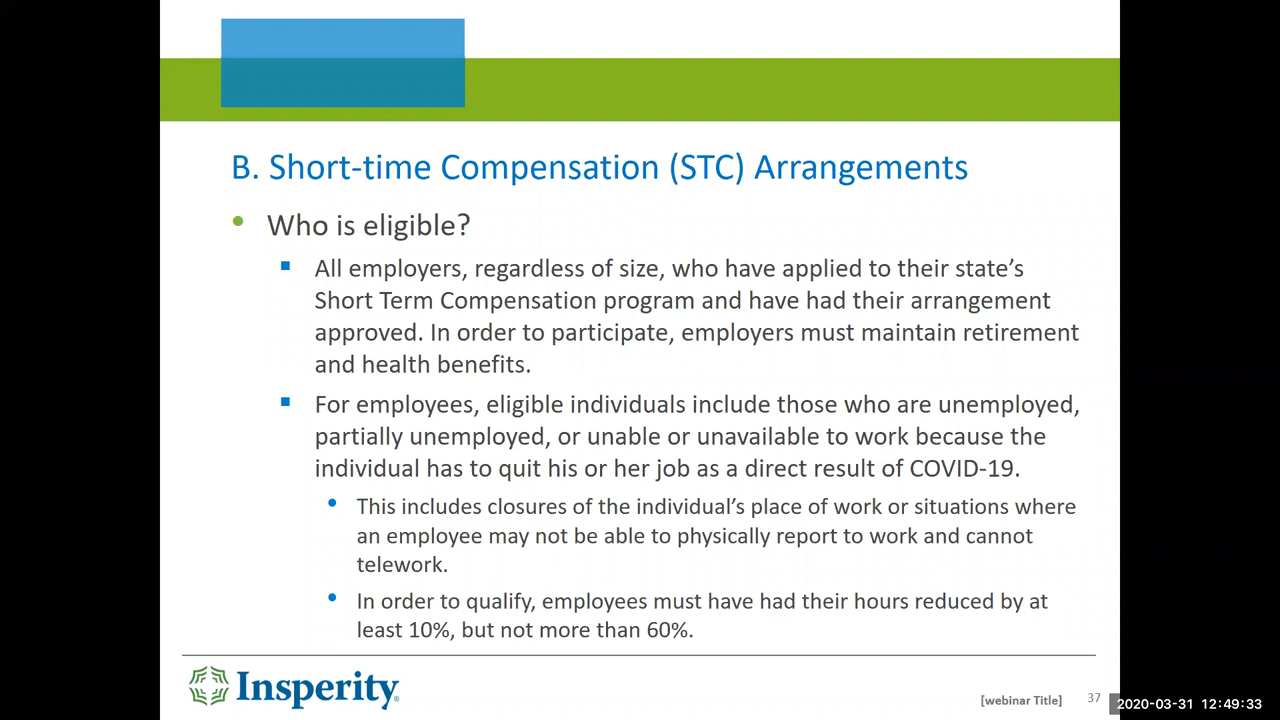 B. Short-time Compensation (STC) Arrangements
• Who is eligible?
▪ All employers, regardless of size, who have applied to their state’s
Short Term Compensation program and have had their arrangement
approved. In order to participate, employers must maintain retirement
and health benefits.
▪ For employees, eligible individuals include those who are unemployed,
partially unemployed, or unable or unavailable to work because the
individual has to quit his or her job as a direct result of COVID-19.
• This includes closures of the individual’s place of work or situations where
an employee may not be able to physically report to work and cannot
telework.
• In order to qualify, employees must have had their hours reduced by at
least 10%, but not more than 60%.
Insperity
[webinar Title] 37
2020-03-31 12:49:33